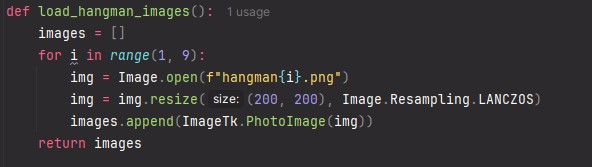 def load_hangman_images(): 1 usage
    images = []
    for i in range(1, 9):
        img = Image.open(f"hangman{i}.png")
        img = img.resize( size: (200, 200), Image.Resampling.LANCZOS)
        images.append(ImageTk.PhotoImage(img))
    return images